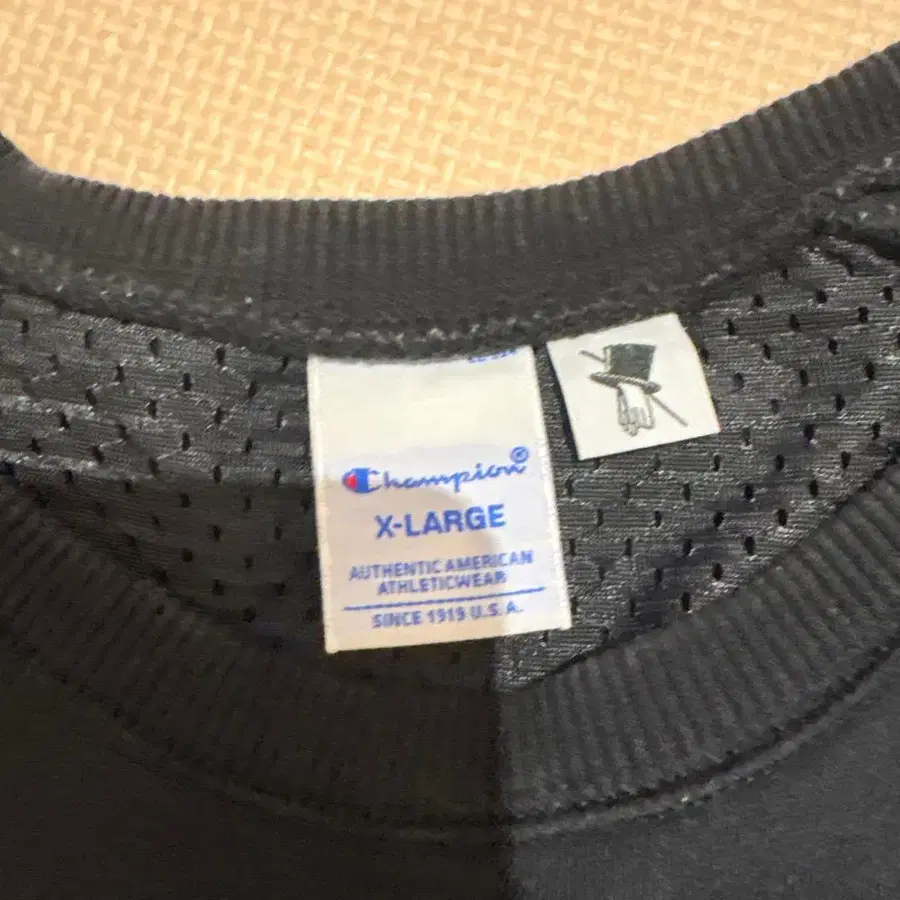 Champion®
X-LARGE
AUTHENTIC AMERICAN
ATHLETICWEAR
SINCE 1919 U.S.A.